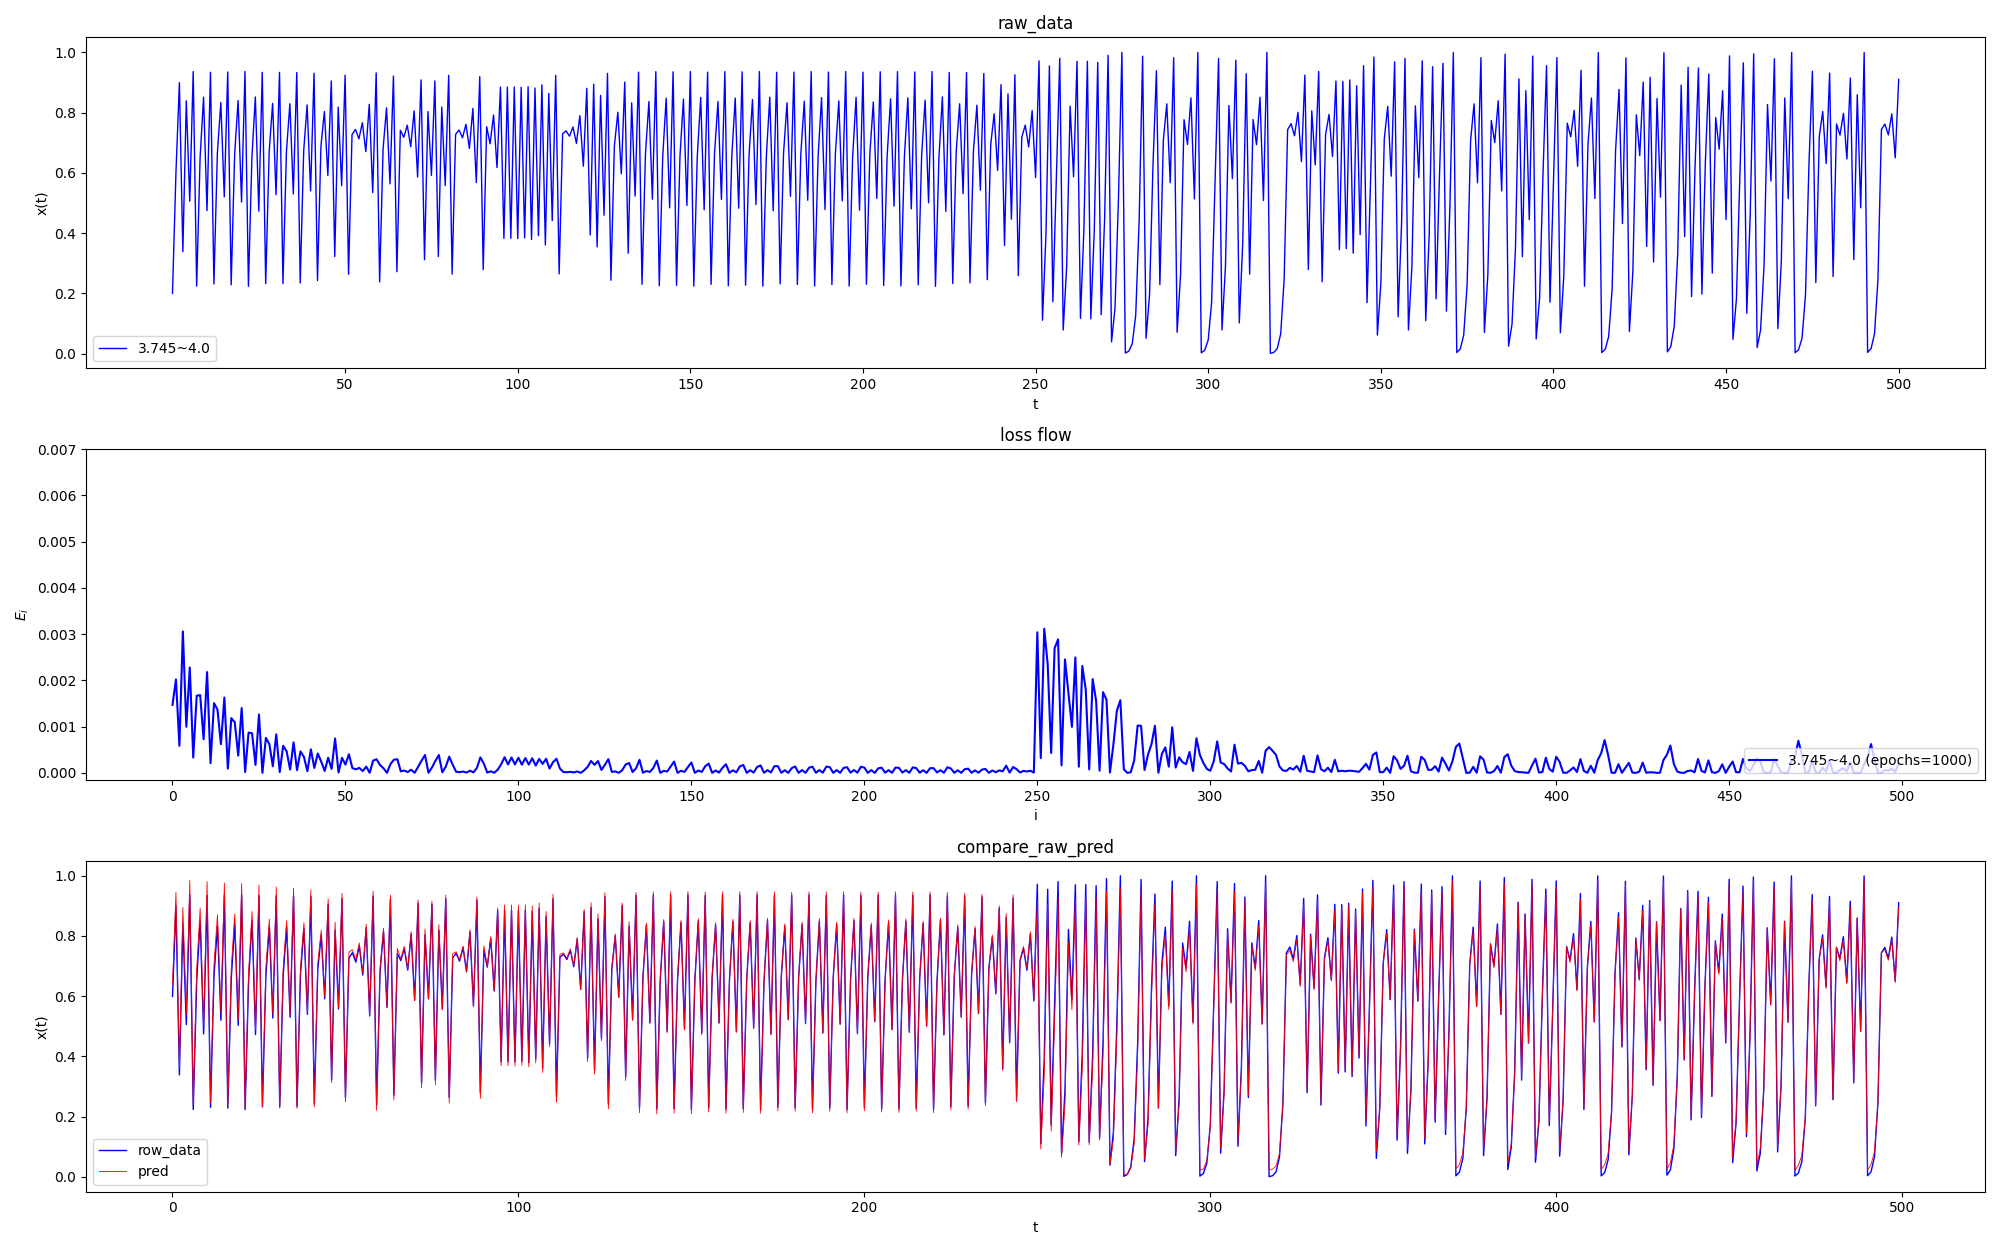 raw_data
x(t)
1.0
0.8
0.6
0.4
0.2
0.0
3.745~4.0
50 100 150 200 250 300 350 400 450 500
t
loss flow
E_i
0.007
0.006
0.005
0.004
0.003
0.002
0.001
0.000
3.745~4.0 (epochs=1000)
0 50 100 150 200 250 300 350 400 450 500
i
compare_raw_pred
x(t)
1.0
0.8
0.6
0.4
0.2
0.0
row_data
pred
0 100 200 300 400 500
t